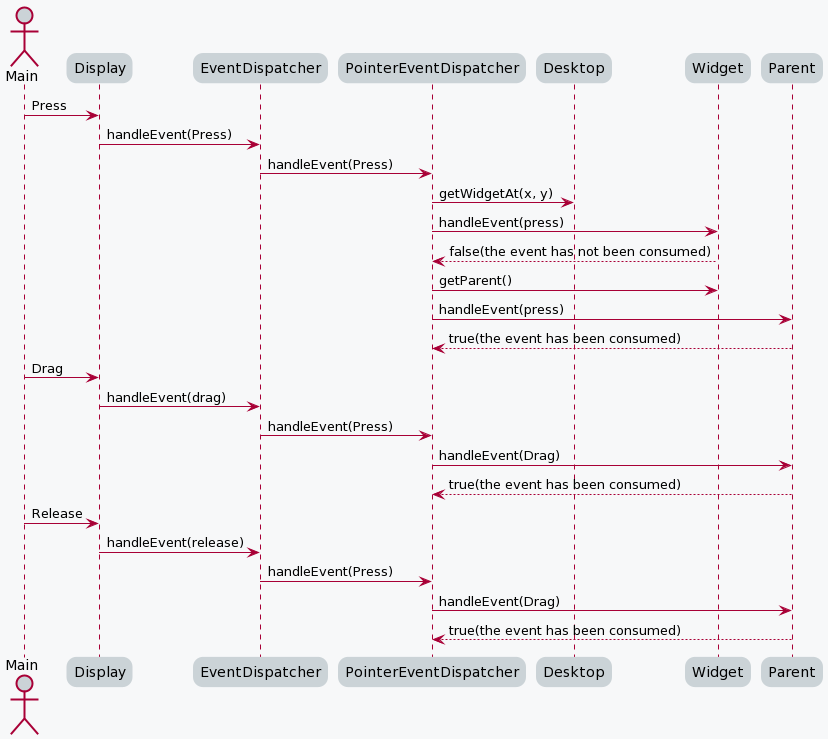 Main
Display
EventDispatcher
PointerEventDispatcher
Desktop
Widget
Parent
Press
handleEvent(Press)
handleEvent(Press)
getWidgetAt(x, y)
handleEvent(press)
false(the event has not been consumed)
getParent()
handleEvent(press)
true(the event has been consumed)
Drag
handleEvent(drag)
handleEvent(Press)
handleEvent(Drag)
true(the event has been consumed)
Release
handleEvent(release)
handleEvent(Press)
handleEvent(Drag)
true(the event has been consumed)
Main
Display
EventDispatcher
PointerEventDispatcher
Desktop
Widget
Parent